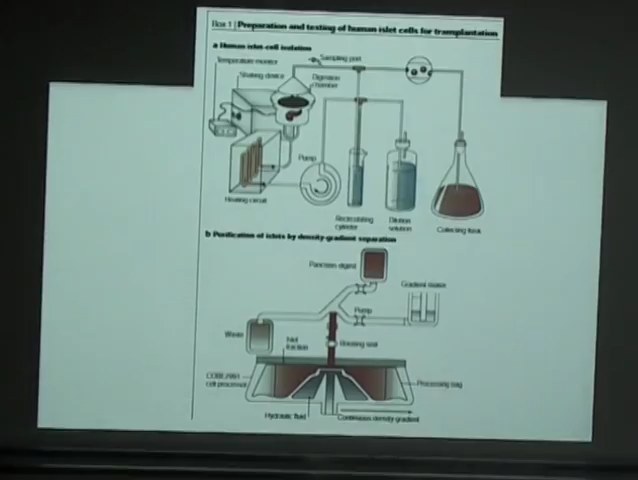 Box 1 | Preparation and testing of human islet cells for transplantation
a Human islet-cell isolation
Sampling port
Temperature monitor
Shaking device
Digestion
chamber
Pump
Heating circuit
Recirculating
cylinder
Dilution
solution
Collecting flask
b Purification of islets by density-gradient separation
Pancreas digest
Gradient maker
Pump
Waste
Islet
fraction
Rotating seal
COBE 2991
cell processor
Processing bag
Hydraulic fluid
Continuous density gradient